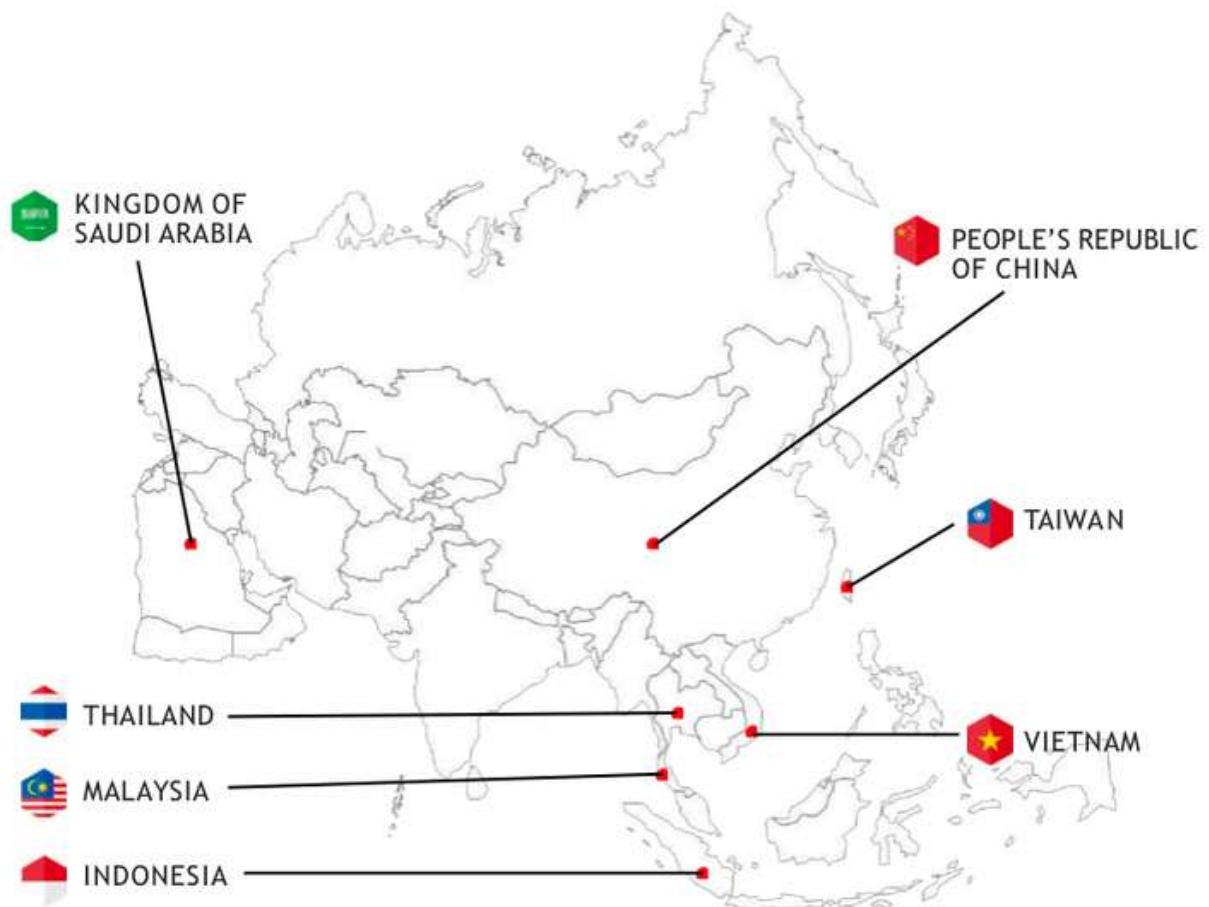 KINGDOM OF
SAUDI ARABIA
PEOPLE'S REPUBLIC
OF CHINA
TAIWAN
THAILAND
VIETNAM
MALAYSIA
INDONESIA